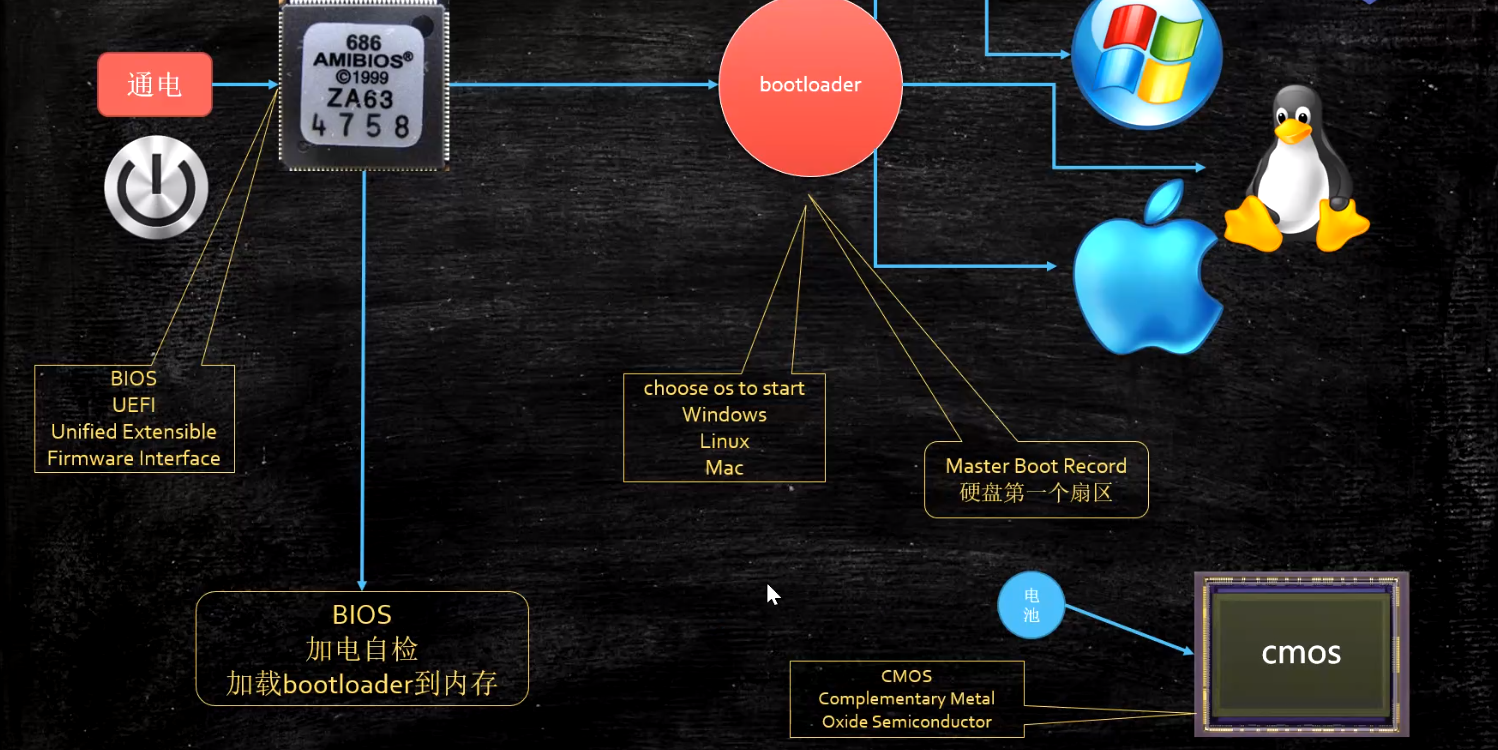 通电
686
AMIBIOS®
©1999
ZA63
4758
bootloader
BIOS
UEFI
Unified Extensible
Firmware Interface
choose os to start
Windows
Linux
Mac
Master Boot Record
硬盘第一个扇区
BIOS
加电自检
加载bootloader到内存
电
池
cmos
CMOS
Complementary Metal
Oxide Semiconductor